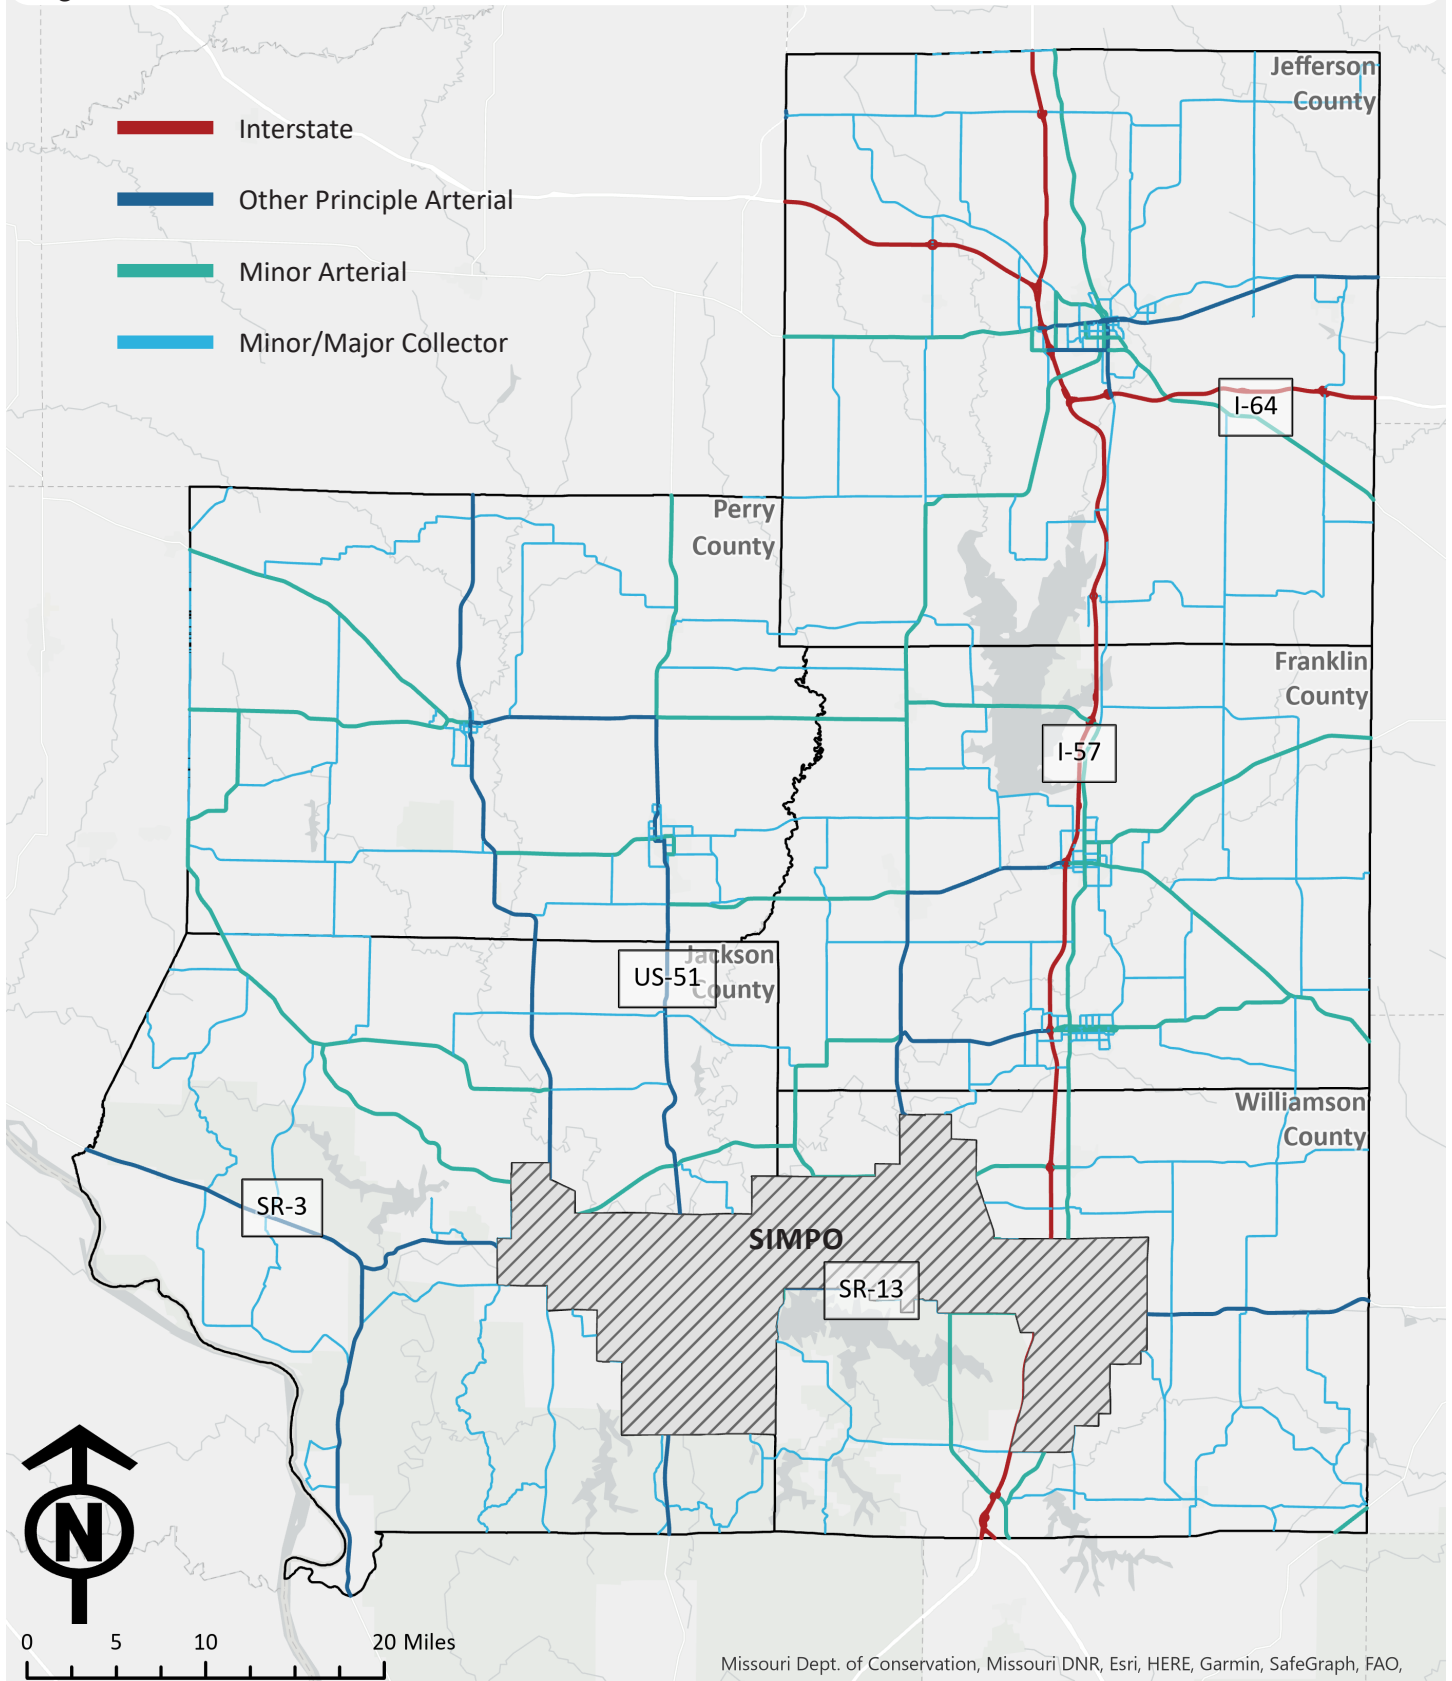 Jefferson
County
Interstate
Other Principle Arterial
Minor Arterial
Minor/Major Collector
I-64
Perry
County
Franklin
County
I-57
Jackson
County
US-51
Williamson
County
SR-3
SIMPO
SR-13
N
0 5 10 20 Miles
Missouri Dept. of Conservation, Missouri DNR, Esri, HERE, Garmin, SafeGraph, FAO,